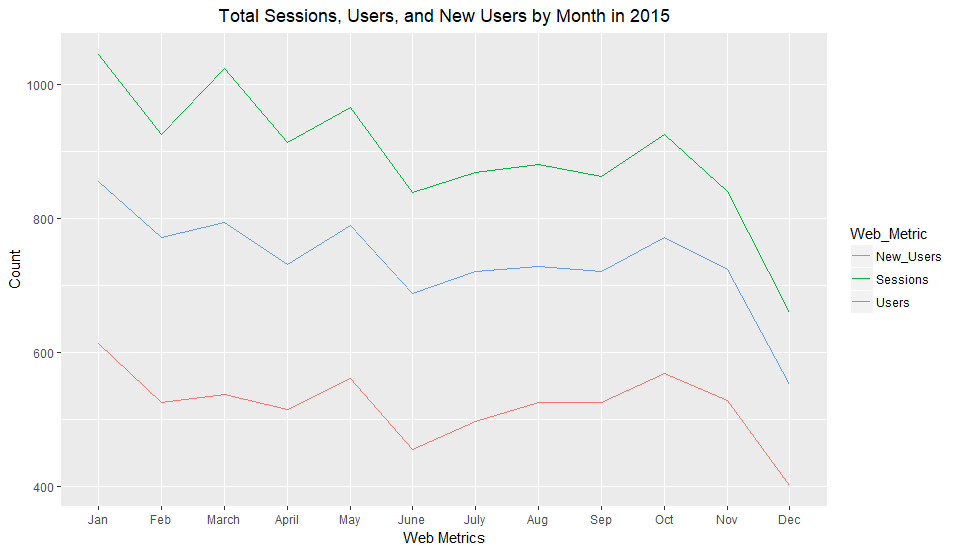 Total Sessions, Users, and New Users by Month in 2015
Count
1000
800
600
400
Jan Feb March April May June July Aug Sep Oct Nov Dec
Web Metrics
Web_Metric
New_Users
Sessions
Users